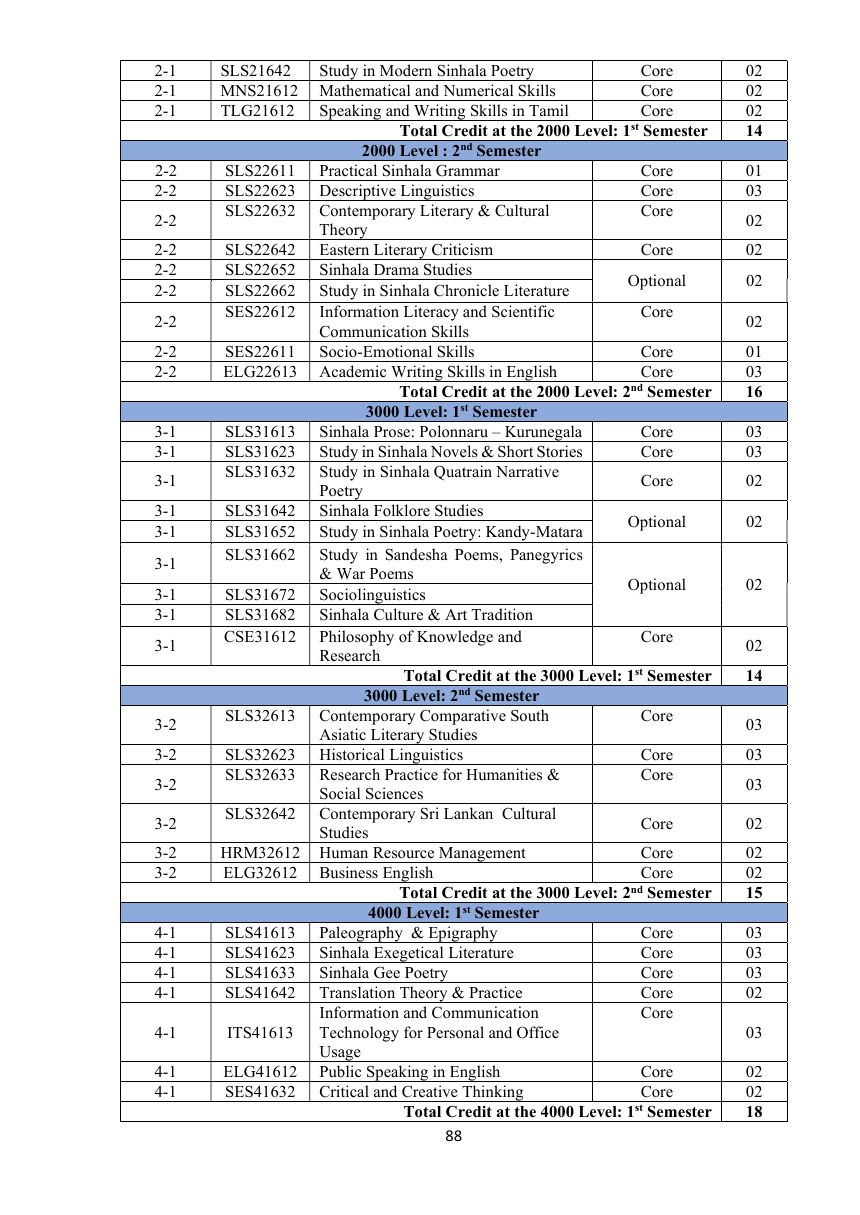 2-1 SLS21642 Study in Modern Sinhala Poetry Core 02
2-1 MNS21612 Mathematical and Numerical Skills Core 02
2-1 TLG21612 Speaking and Writing Skills in Tamil Core 02
Total Credit at the 2000 Level: 1st Semester 14
2000 Level : 2nd Semester
2-2 SLS22611 Practical Sinhala Grammar Core 01
2-2 SLS22623 Descriptive Linguistics Core 03
2-2 SLS22632 Contemporary Literary & Cultural Core 02
Theory
2-2 SLS22642 Eastern Literary Criticism Core 02
2-2 SLS22652 Sinhala Drama Studies Optional 02
2-2 SLS22662 Study in Sinhala Chronicle Literature
2-2 SES22612 Information Literacy and Scientific Core 02
Communication Skills
2-2 SES22611 Socio-Emotional Skills Core 01
2-2 ELG22613 Academic Writing Skills in English Core 03
Total Credit at the 2000 Level: 2nd Semester 16
3000 Level: 1st Semester
3-1 SLS31613 Sinhala Prose: Polonnaru – Kurunegala Core 03
3-1 SLS31623 Study in Sinhala Novels & Short Stories Core 03
3-1 SLS31632 Study in Sinhala Quatrain Narrative Core 02
Poetry
3-1 SLS31642 Sinhala Folklore Studies Optional 02
3-1 SLS31652 Study in Sinhala Poetry: Kandy-Matara
3-1 SLS31662 Study in Sandesha Poems, Panegyrics Optional 02
& War Poems
3-1 SLS31672 Sociolinguistics
3-1 SLS31682 Sinhala Culture & Art Tradition
3-1 CSE31612 Philosophy of Knowledge and Core 02
Research
Total Credit at the 3000 Level: 1st Semester 14
3000 Level: 2nd Semester
3-2 SLS32613 Contemporary Comparative South Core 03
Asiatic Literary Studies
3-2 SLS32623 Historical Linguistics Core 03
3-2 SLS32633 Research Practice for Humanities & Core 03
Social Sciences
3-2 SLS32642 Contemporary Sri Lankan Cultural Core 02
Studies
3-2 HRM32612 Human Resource Management Core 02
3-2 ELG32612 Business English Core 02
Total Credit at the 3000 Level: 2nd Semester 15
4000 Level: 1st Semester
4-1 SLS41613 Paleography & Epigraphy Core 03
4-1 SLS41623 Sinhala Exegetical Literature Core 03
4-1 SLS41633 Sinhala Gee Poetry Core 03
4-1 SLS41642 Translation Theory & Practice Core 02
4-1 ITS41613 Information and Communication Core 03
Technology for Personal and Office
Usage
4-1 ELG41612 Public Speaking in English Core 02
4-1 SES41632 Critical and Creative Thinking Core 02
Total Credit at the 4000 Level: 1st Semester 18
88